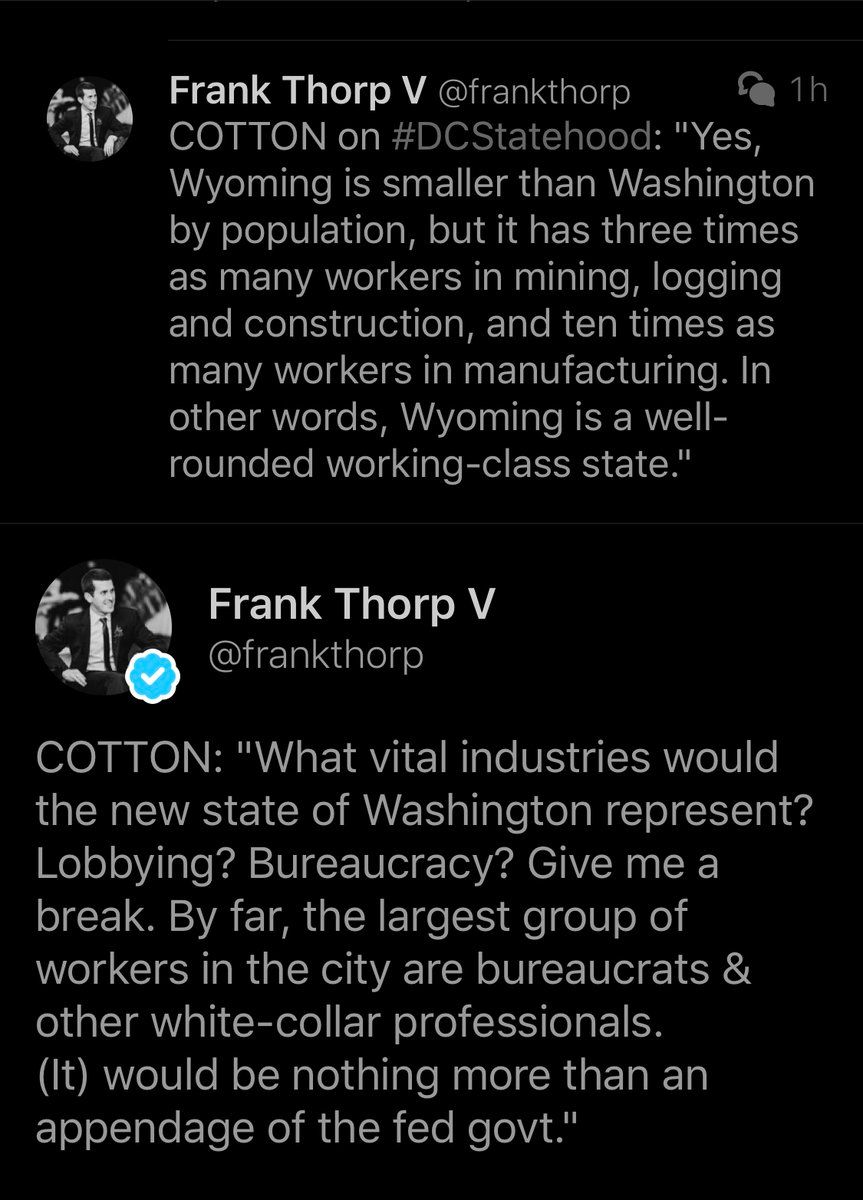 Frank Thorp V @frankthorp 1h
COTTON on #DCStatehood: "Yes,
Wyoming is smaller than Washington
by population, but it has three times
as many workers in mining, logging
and construction, and ten times as
many workers in manufacturing. In
other words, Wyoming is a well-
rounded working-class state."
Frank Thorp V
@frankthorp
COTTON: "What vital industries would
the new state of Washington represent?
Lobbying? Bureaucracy? Give me a
break. By far, the largest group of
workers in the city are bureaucrats &
other white-collar professionals.
(It) would be nothing more than an
appendage of the fed govt."